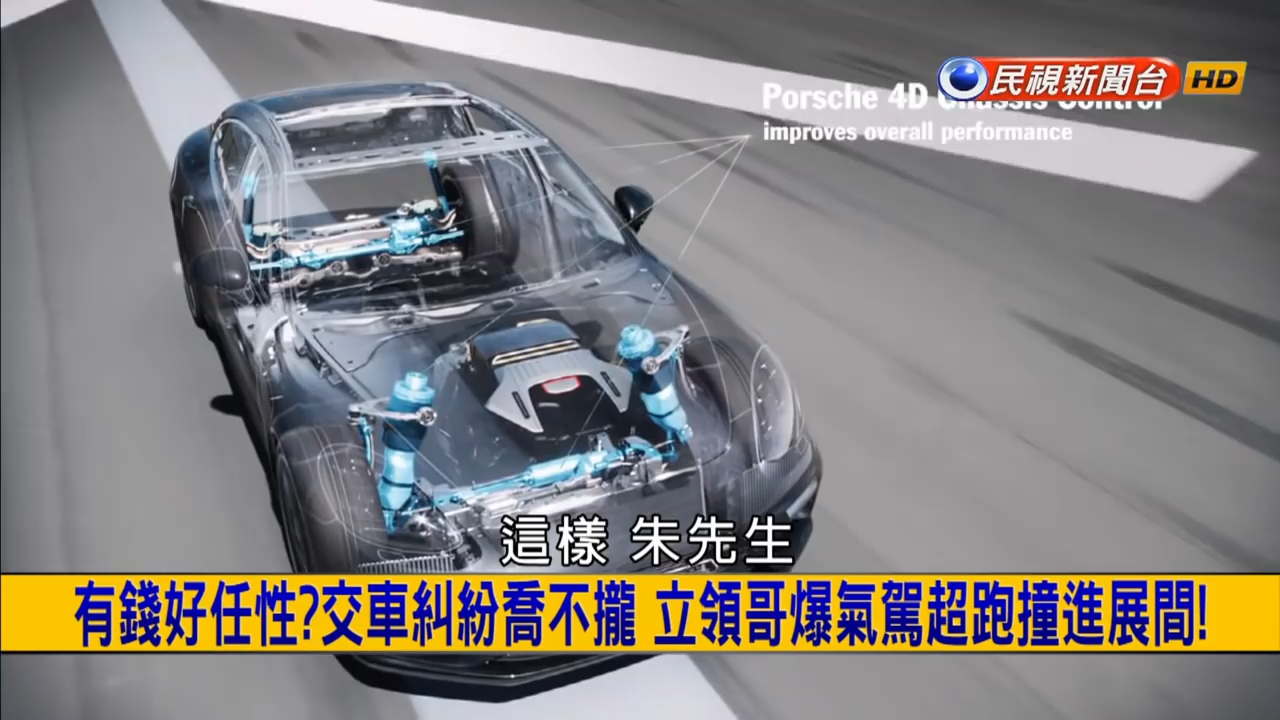 民視新聞台 HD
Porsche 4D Chassis Control
improves overall performance
這樣 朱先生
有錢好任性?交車糾紛喬不攏 立領哥爆氣駕超跑撞進展間!